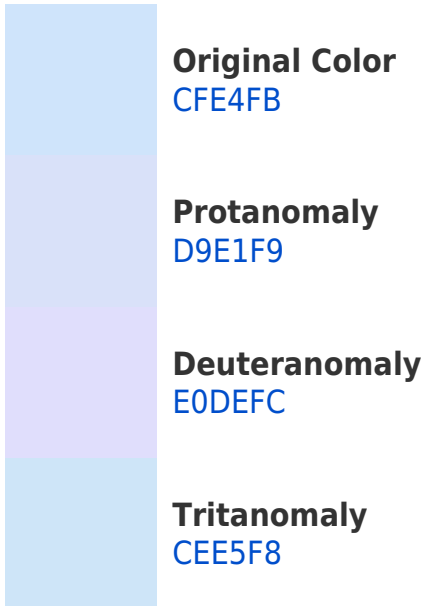 Original Color
CFE4FB
Protanomaly
D9E1F9
Deuteranomaly
E0DEFC
Tritanomaly
CEE5F8